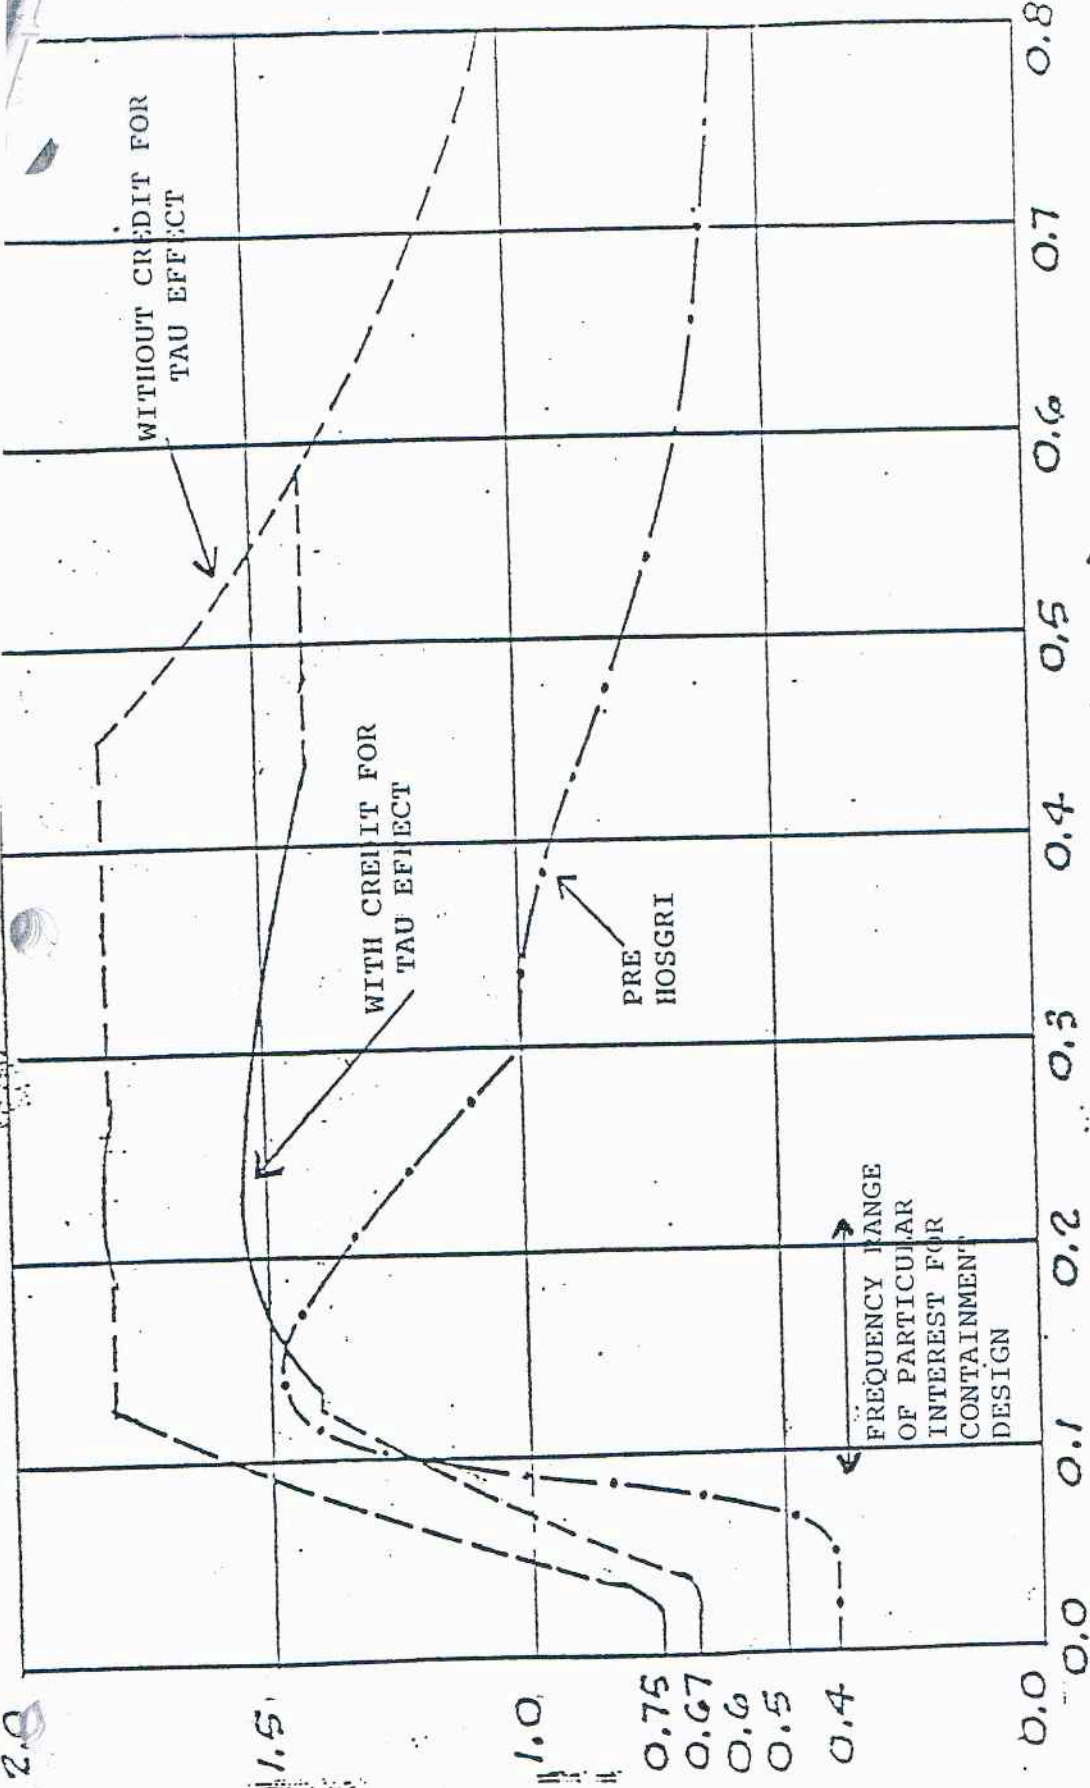 2.0
1.5
1.0
0.75
0.67
0.6
0.5
0.4
0.0
0.0
0.1
0.2
0.3
0.4
0.5
0.6
0.7
0.8
WITHOUT CREDIT FOR
TAU EFFECT
WITH CREDIT FOR
TAU EFFECT
PRE
HOSGRI
FREQUENCY RANGE
OF PARTICULAR
INTEREST FOR
CONTAINMENT
DESIGN